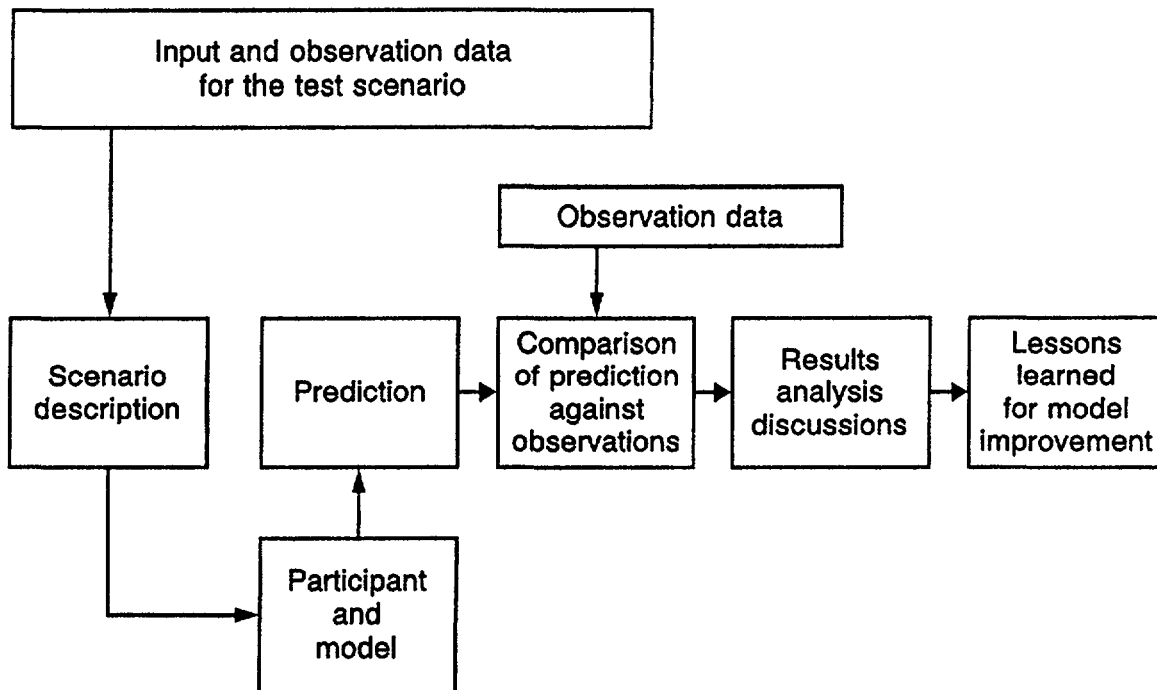 Input and observation data
for the test scenario
Observation data
Scenario
description
Prediction
Comparison
of prediction
against
observations
Results
analysis
discussions
Lessons
learned
for model
improvement
Participant
and
model